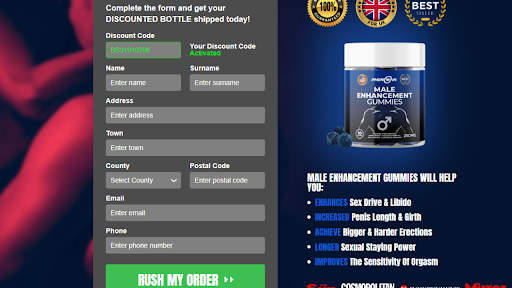 Complete the form and get your
DISCOUNTED BOTTLE shipped today!
Discount Code
Your Discount Code
Activated
Name
Surname
Enter name
Enter surname
Address
Enter address
Town
Enter town
County
Postal Code
Select County
Enter postal code
Email
Enter email
Phone
Enter phone number
RUSH MY ORDER
100%
GUARANTEED
FOR UK
BEST
SELLER
MALE
ENHANCEMENT
GUMMIES
MALE ENHANCEMENT GUMMIES WILL HELP
YOU:
• ENHANCES Sex Drive & Libido
• INCREASED Penis Length & Girth
• ACHIEVE Bigger & Harder Erections
• LONGER Sexual Staying Power
• IMPROVES The Sensitivity Of Orgasm
COSMOPOLITAN
Mirror